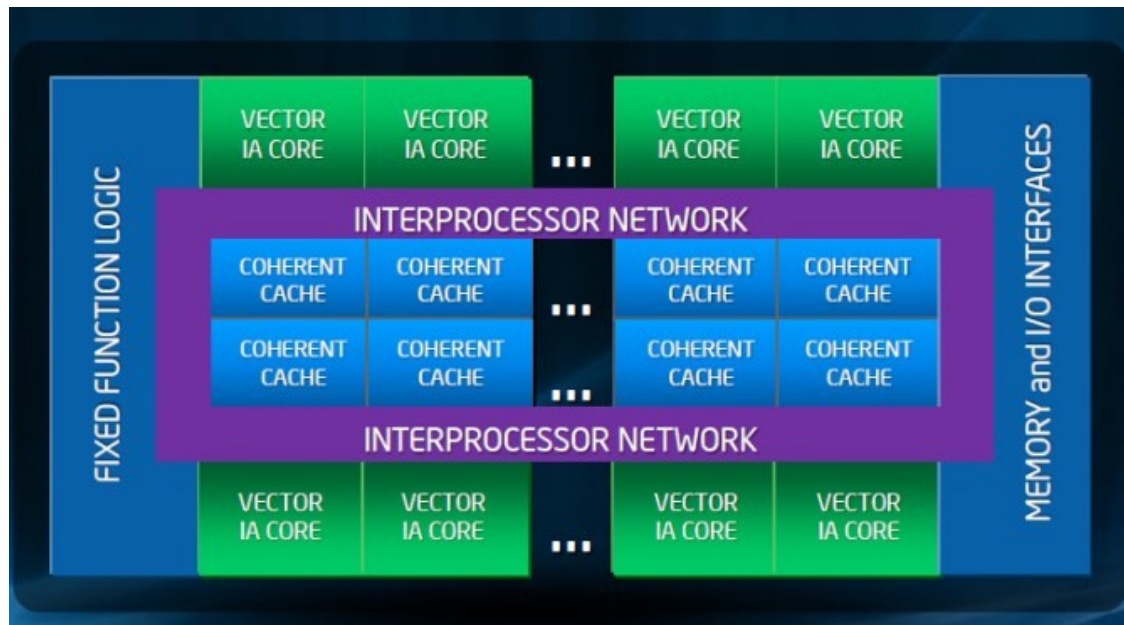 FIXED FUNCTION LOGIC
VECTOR
IA CORE
VECTOR
IA CORE
...
VECTOR
IA CORE
VECTOR
IA CORE
INTERPROCESSOR NETWORK
COHERENT
CACHE
COHERENT
CACHE
...
COHERENT
CACHE
COHERENT
CACHE
COHERENT
CACHE
COHERENT
CACHE
...
COHERENT
CACHE
COHERENT
CACHE
INTERPROCESSOR NETWORK
VECTOR
IA CORE
VECTOR
IA CORE
...
VECTOR
IA CORE
VECTOR
IA CORE
MEMORY and I/O INTERFACES